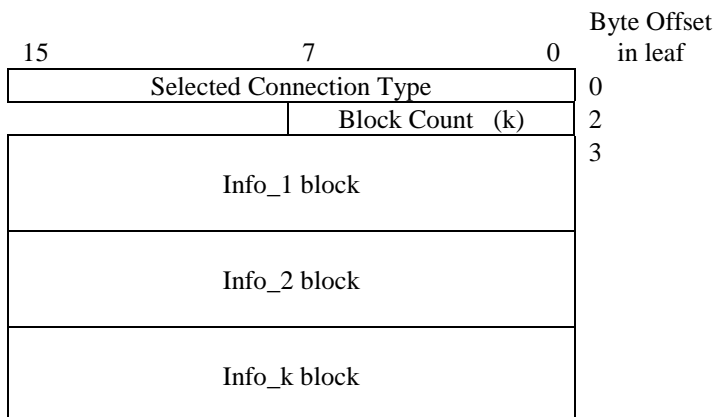 Byte Offset
15 7 0 in leaf
Selected Connection Type 0
Block Count (k) 2
3
Info_1 block
Info_2 block
Info_k block